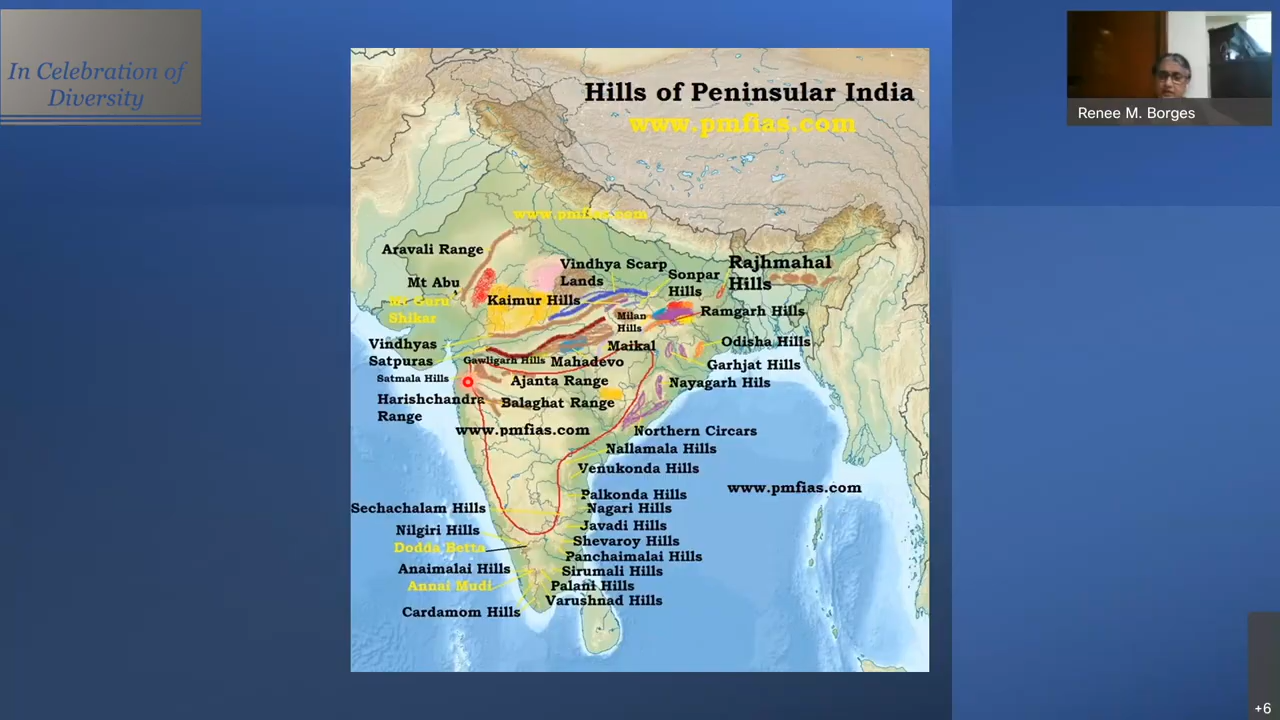 In Celebration of
Diversity
Hills of Peninsular India
www.pmfias.com
Renee M. Borges
www.pmfias.com
Aravali Range
Mt Abu
Mt Guru
Shikar
Vindhya Scarp
Lands
Kaimur Hills
Sonpar
Hills
Rajhmahal
Hills
Milan
Hills
Ramgarh Hills
Vindhyas
Satpuras
Maikal
Odisha Hills
Gawligarh Hills
Mahadevo
Garhjat Hills
Satmala Hills
Ajanta Range
Nayagarh Hils
Harishchandra
Range
Balaghat Range
www.pmfias.com
Northern Circars
Nallamala Hills
Venukonda Hills
www.pmfias.com
Palkonda Hills
Sechachalam Hills
Nagari Hills
Nilgiri Hills
Javadi Hills
Dodda Betta
Shevaroy Hills
Panchaimalai Hills
Anaimalai Hills
Sirumali Hills
Annai Mudi
Palani Hills
Varushnad Hills
Cardamom Hills
+6